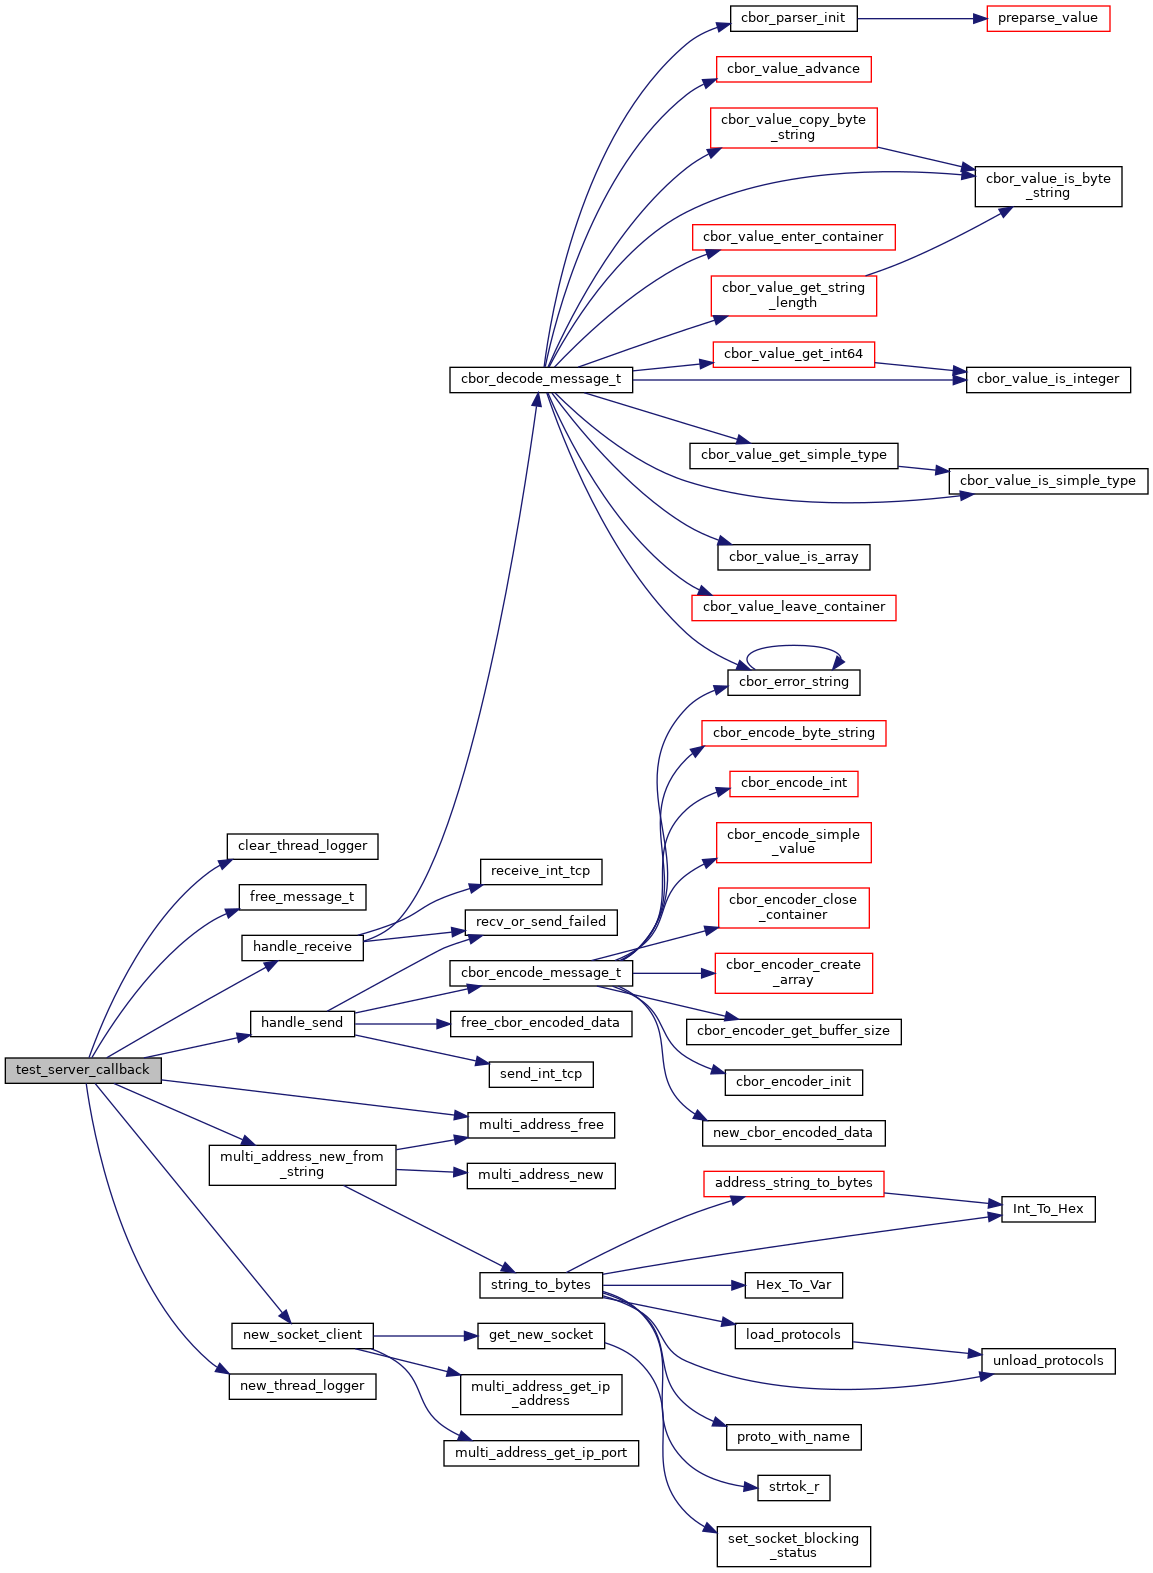 cbor_parser_init
preparse_value
cbor_value_advance
cbor_value_copy_byte
_string
cbor_value_is_byte
_string
cbor_value_enter_container
cbor_value_get_string
_length
cbor_value_get_int64
cbor_decode_message_t
cbor_value_is_integer
cbor_value_get_simple_type
cbor_value_is_simple_type
cbor_value_is_array
cbor_value_leave_container
cbor_error_string
cbor_encode_byte_string
cbor_encode_int
cbor_encode_simple
_value
clear_thread_logger
receive_int_tcp
free_message_t
cbor_encoder_close
_container
recv_or_send_failed
handle_receive
cbor_encode_message_t
cbor_encoder_create
_array
handle_send
free_cbor_encoded_data
cbor_encoder_get_buffer_size
test_server_callback
send_int_tcp
cbor_encoder_init
multi_address_free
new_cbor_encoded_data
multi_address_new_from
_string
multi_address_new
address_string_to_bytes
Int_To_Hex
string_to_bytes
Hex_To_Var
new_socket_client
get_new_socket
load_protocols
unload_protocols
new_thread_logger
multi_address_get_ip
_address
multi_address_get_ip_port
proto_with_name
strtok_r
set_socket_blocking
_status